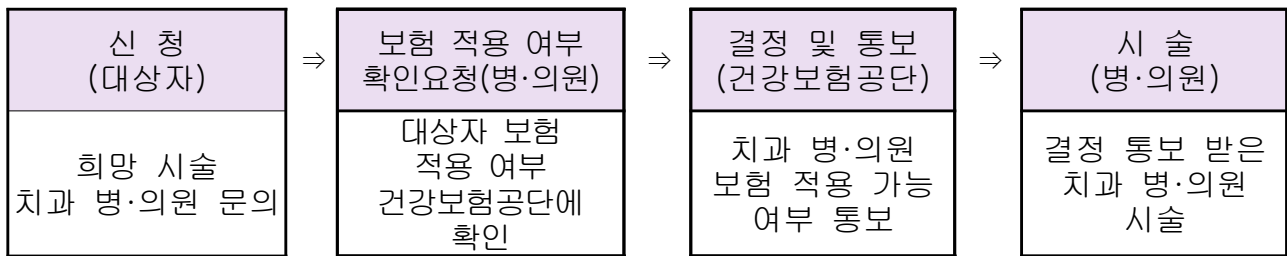 신 청
(대상자)
⇒
보험 적용 여부
확인요청(병·의원)
⇒
결정 및 통보
(건강보험공단)
⇒
시 술
(병·의원)
희망 시술
치과 병·의원 문의
대상자 보험
적용 여부
건강보험공단에
확인
치과 병·의원
보험 적용 가능
여부 통보
결정 통보 받은
치과 병·의원
시술